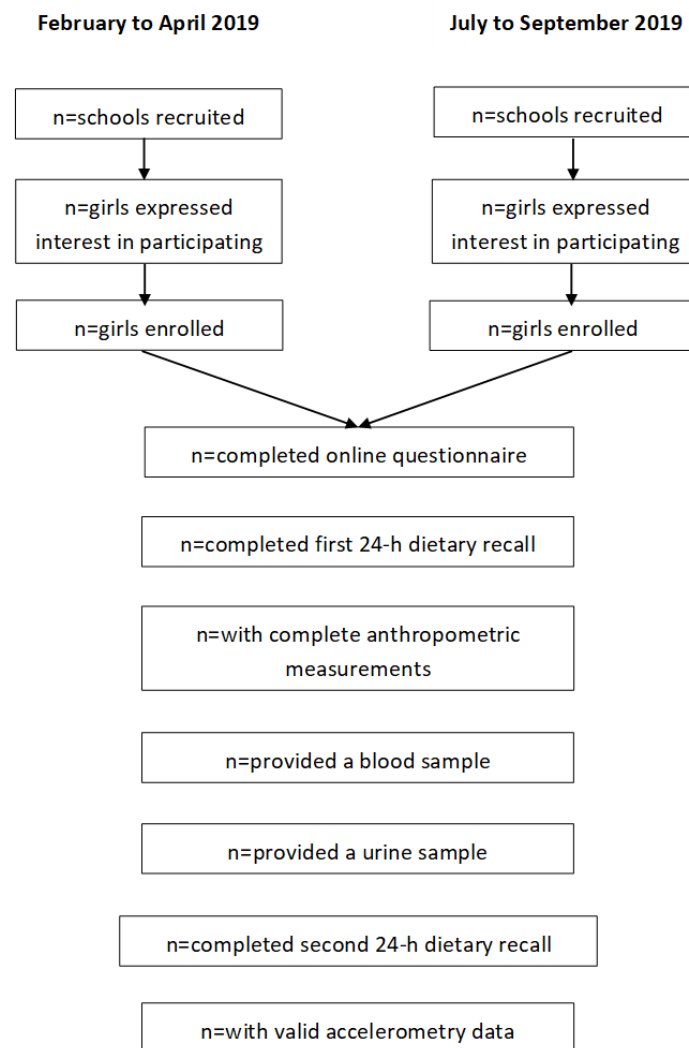 February to April 2019
July to September 2019
n=schools recruited
n=schools recruited
n=girls expressed
interest in participating
n=girls expressed
interest in participating
n=girls enrolled
n=girls enrolled
n=completed online questionnaire
n=completed first 24-h dietary recall
n=with complete anthropometric
measurements
n=provided a blood sample
n=provided a urine sample
n=completed second 24-h dietary recall
n=with valid accelerometry data